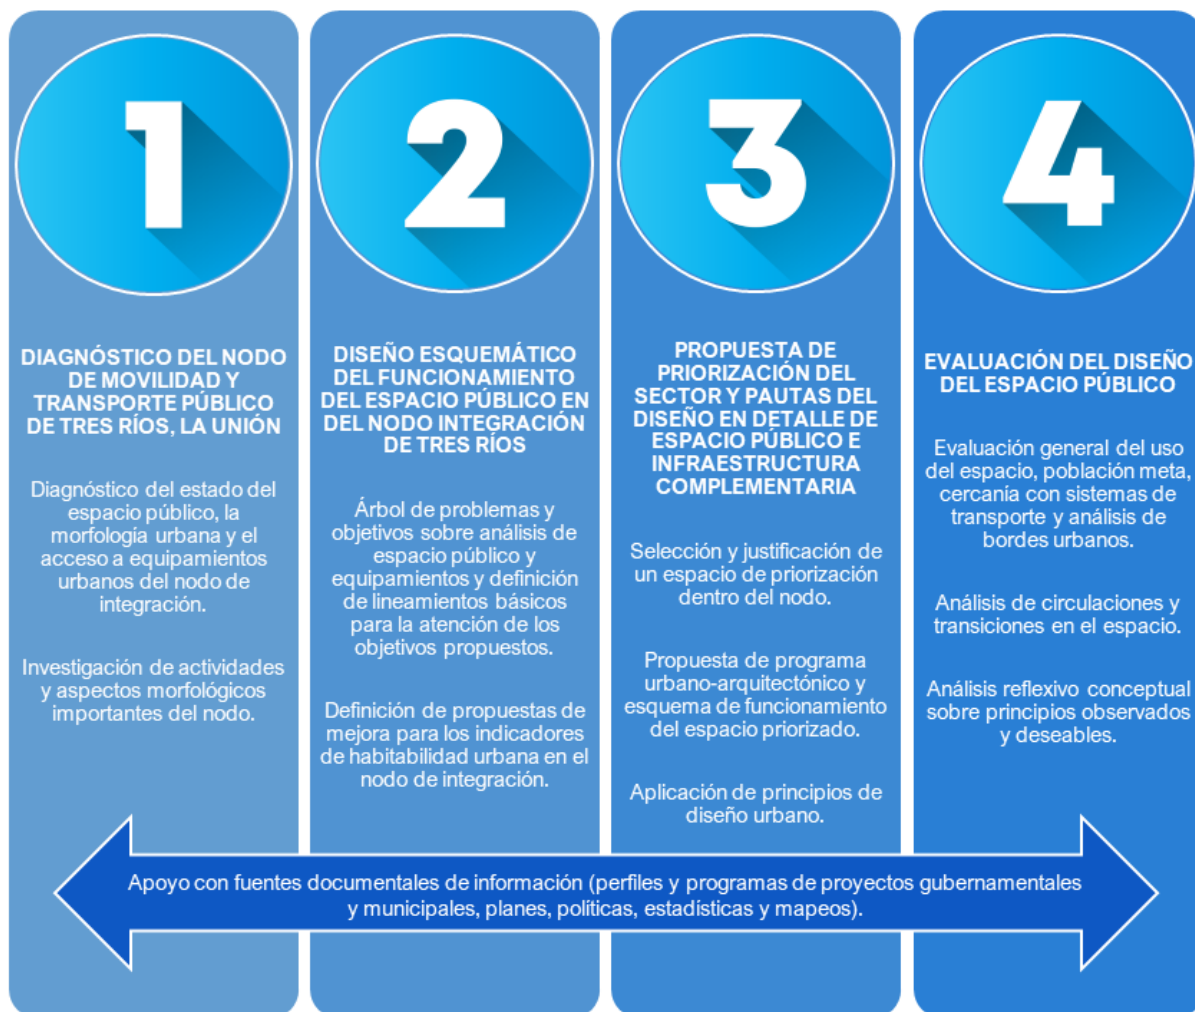 1
DIAGNÓSTICO DEL NODO
DE MOVILIDAD Y
TRANSPORTE PÚBLICO
DE TRES RÍOS, LA UNIÓN
Diagnóstico del estado del
espacio público, la
morfología urbana y el
acceso a equipamientos
urbanos del nodo de
integración.
Investigación de actividades
y aspectos morfológicos
importantes del nodo.
2
DISEÑO ESQUEMÁTICO
DEL FUNCIONAMIENTO
DEL ESPACIO PÚBLICO EN
DEL NODO INTEGRACIÓN
DE TRES RÍOS
Árbol de problemas y
objetivos sobre análisis de
espacio público y
equipamientos y definición
de lineamientos básicos
para la atención de los
objetivos propuestos.
Definición de propuestas de
mejora para los indicadores
de habitabilidad urbana en el
nodo de integración.
3
PROPUESTA DE
PRIORIZACIÓN DEL
SECTOR Y PAUTAS DEL
DISEÑO EN DETALLE DE
ESPACIO PÚBLICO E
INFRAESTRUCTURA
COMPLEMENTARIA
Selección y justificación de
un espacio de priorización
dentro del nodo.
Propuesta de programa
urbano-arquitectónico y
esquema de funcionamiento
del espacio priorizado.
Aplicación de principios de
diseño urbano.
4
EVALUACIÓN DEL DISEÑO
DEL ESPACIO PÚBLICO
Evaluación general del uso
del espacio, población meta,
cercanía con sistemas de
transporte y análisis de
bordes urbanos.
Análisis de circulaciones y
transiciones en el espacio.
Análisis reflexivo conceptual
sobre principios observados
y deseables.
Apoyo con fuentes documentales de información (perfiles y programas de proyectos gubernamentales
y municipales, planes, políticas, estadísticas y mapeos).